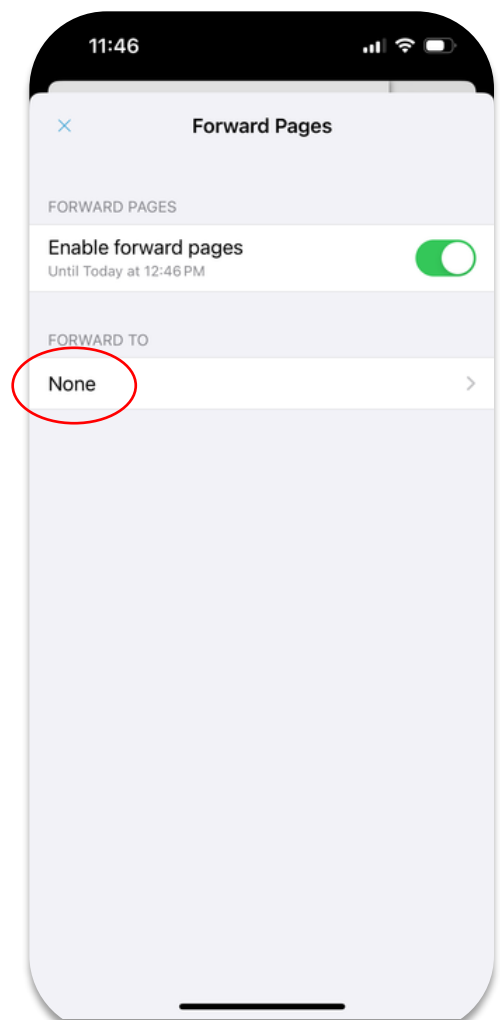 11:46
Forward Pages
FORWARD PAGES
Enable forward pages
Until Today at 12:46 PM
FORWARD TO
None